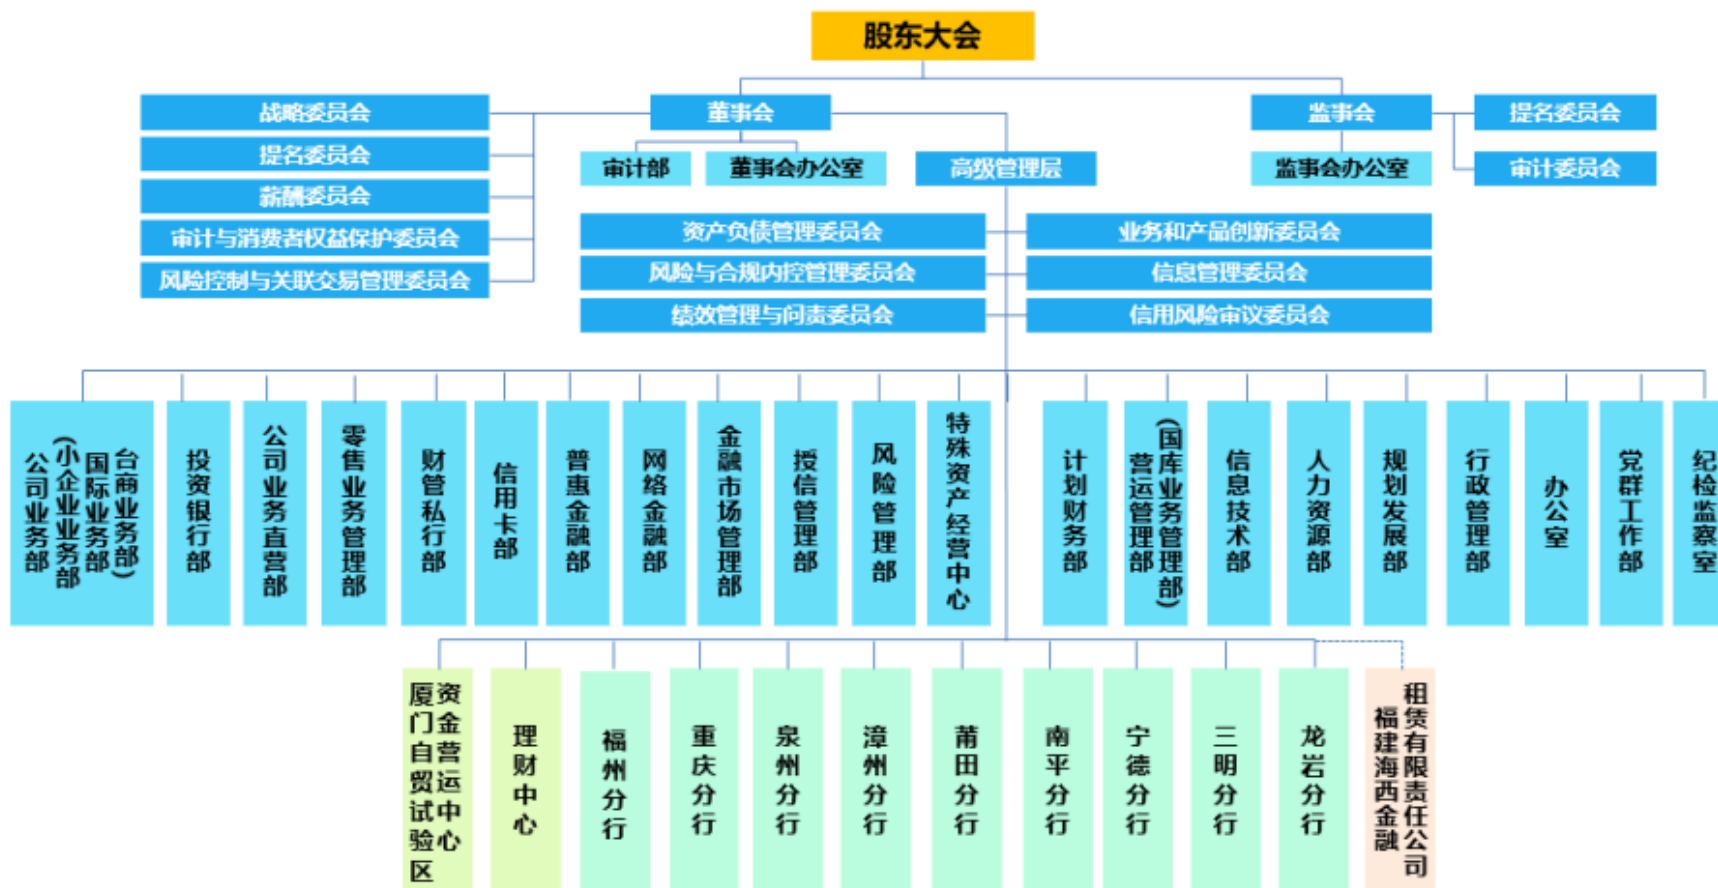 股东大会
战略委员会
董事会
监事会
提名委员会
提名委员会
审计部
董事会办公室
高级管理层
监事会办公室
审计委员会
薪酬委员会
资产负债管理委员会
业务和产品创新委员会
审计与消费者权益保护委员会
风险与合规内控管理委员会
信息管理委员会
风险控制与关联交易管理委员会
绩效管理与问责委员会
信用风险审议委员会
公司业务部
(小企业业务部
国际业务部
台商业务部)
投资银行部
公司业务直营部
零售业务管理部
财管私行部
信用卡部
普惠金融部
网络金融部
金融市场管理部
授信管理部
风险管理部
特殊资产经营中心
计划财务部
营运管理部
(国库业务管理部)
信息技术部
人力资源部
规划发展部
行政管理部
办公室
党群工作部
纪检监察室
厦门自贸试验区
资金营运中心
理财中心
福州分行
重庆分行
泉州分行
漳州分行
莆田分行
南平分行
宁德分行
三明分行
龙岩分行
福建海西金融
租赁有限责任公司